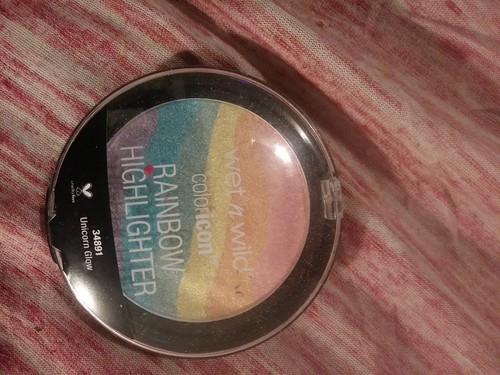 wet n wild
coloricon
RAINBOW
HIGHLIGHTER
34891
Unicorn Glow